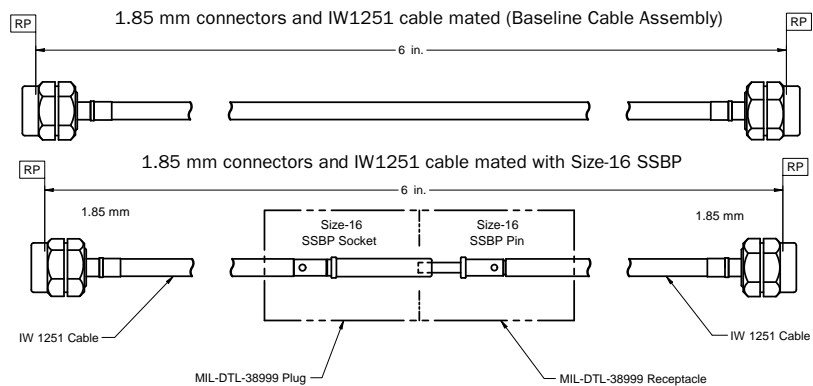 1.85 mm connectors and IW1251 cable mated (Baseline Cable Assembly)
RP
RP
6 in.
1.85 mm connectors and IW1251 cable mated with Size-16 SSBP
RP
RP
6 in.
1.85 mm
1.85 mm
Size-16
SSBP Socket
Size-16
SSBP Pin
IW 1251 Cable
IW 1251 Cable
MIL-DTL-38999 Plug
MIL-DTL-38999 Receptacle